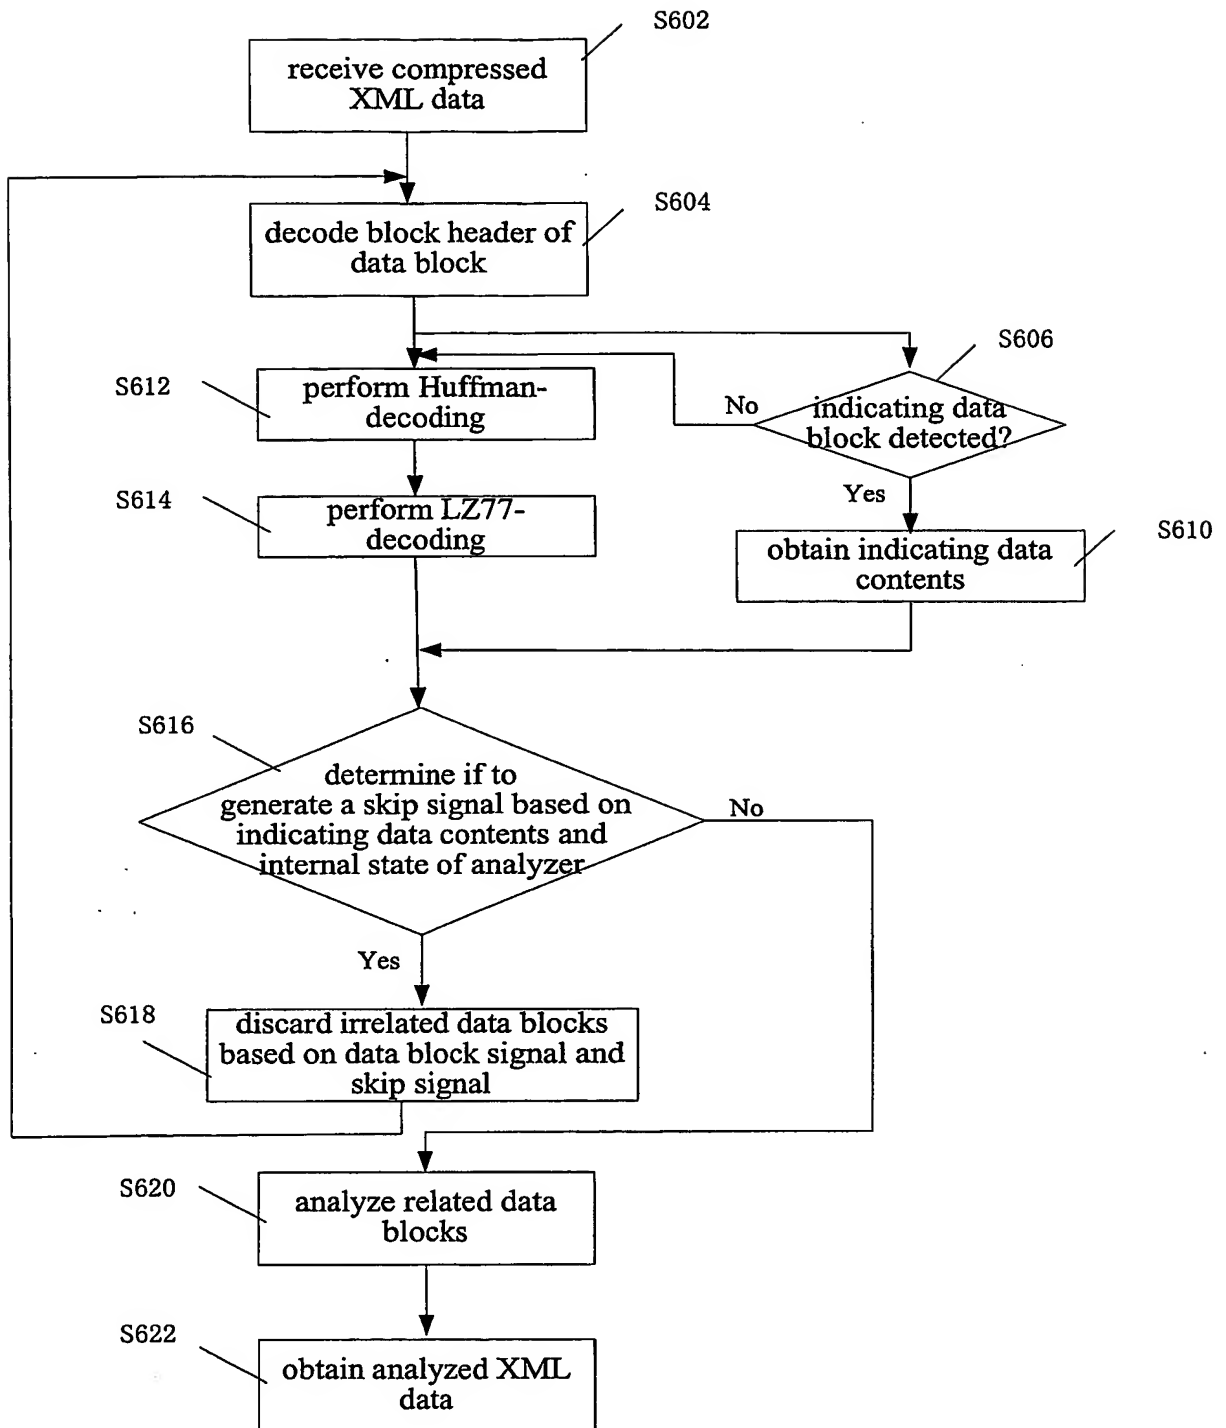 S602
receive compressed
XML data
S604
decode block header of
data block
S606
S612
perform Huffman-
decoding
No
indicating data
block detected?
Yes
S614
perform LZ77-
decoding
S610
obtain indicating data
contents
S616
determine if to
generate a skip signal based on
indicating data contents and
internal state of analyzer
No
Yes
S618
discard irrelated data blocks
based on data block signal and
skip signal
S620
analyze related data
blocks
S622
obtain analyzed XML
data